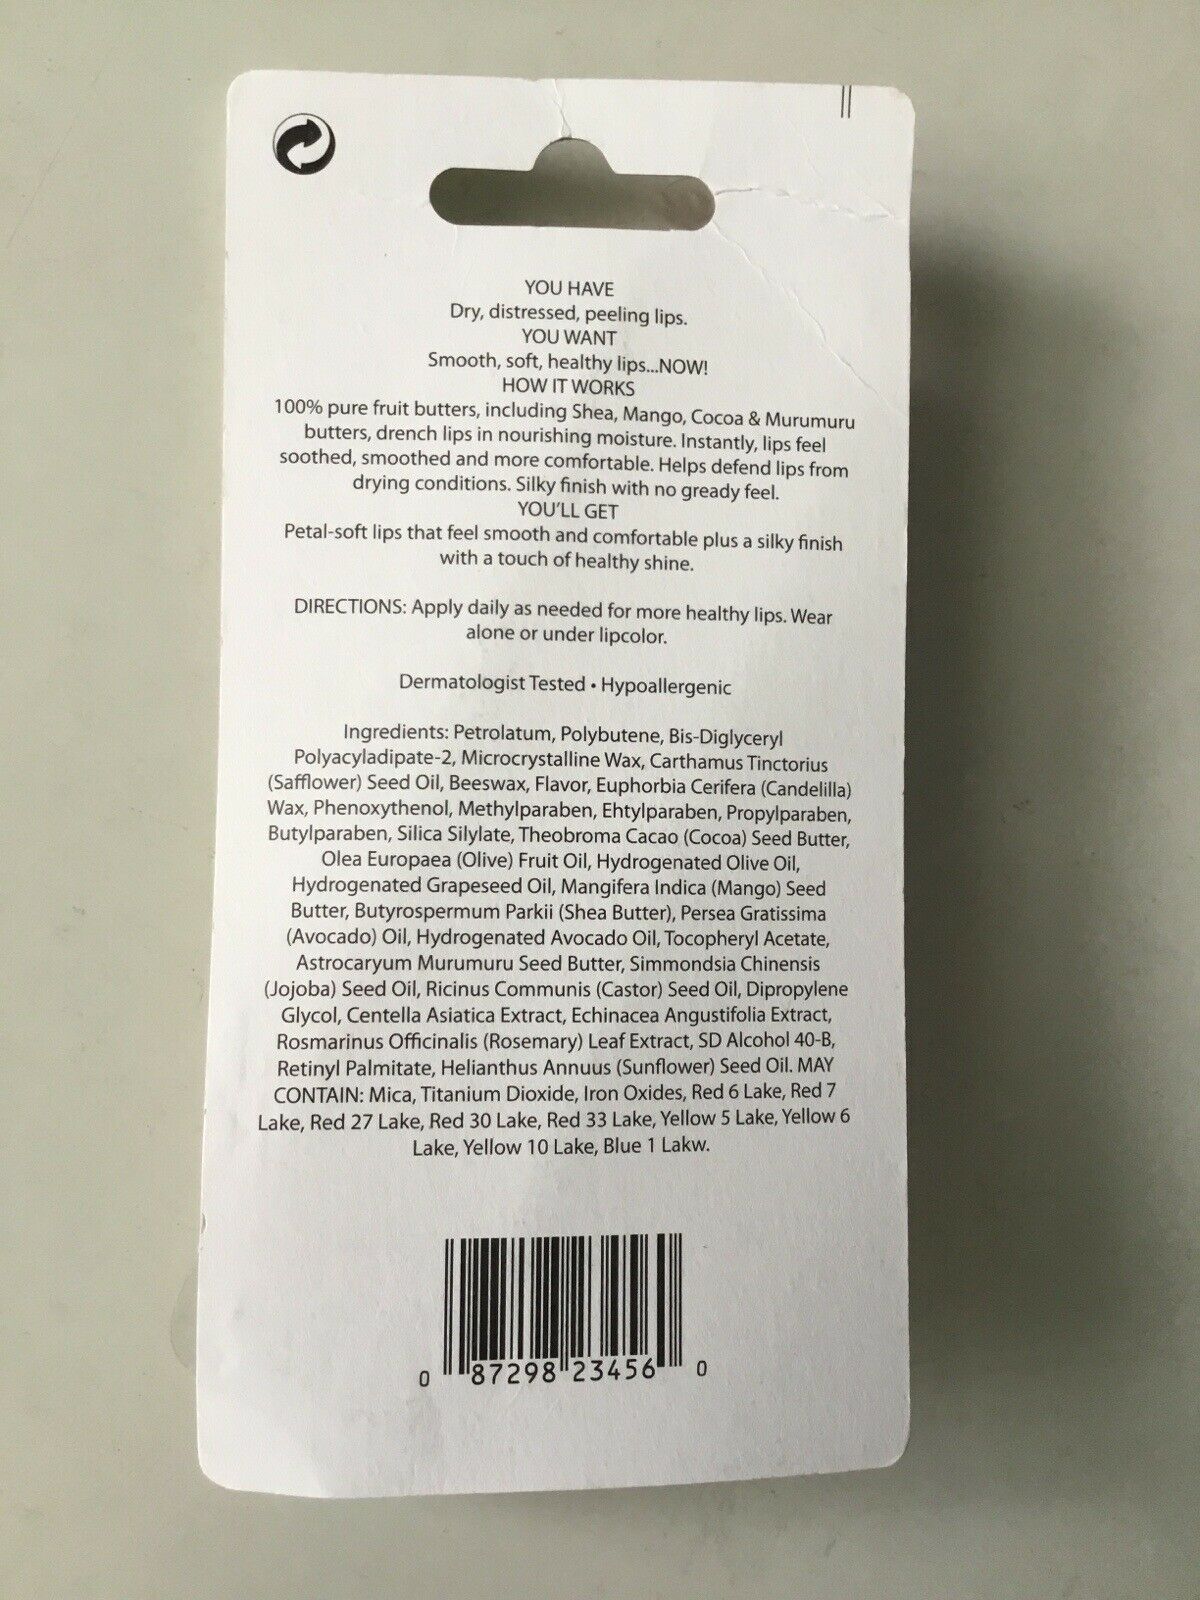 YOU HAVE
Dry, distressed, peeling lips.
YOU WANT
Smooth, soft, healthy lips...NOW!
HOW IT WORKS
100% pure fruit butters, including Shea, Mango, Cocoa & Murumuru
butters, drench lips in nourishing moisture. Instantly, lips feel
soothed, smoothed and more comfortable. Helps defend lips from
drying conditions. Silky finish with no gready feel.
YOU'LL GET
Petal-soft lips that feel smooth and comfortable plus a silky finish
with a touch of healthy shine.
DIRECTIONS: Apply daily as needed for more healthy lips. Wear
alone or under lipcolor.
Dermatologist Tested • Hypoallergenic
Ingredients: Petrolatum, Polybutene, Bis-Diglyceryl
Polyacyladipate-2, Microcrystalline Wax, Carthamus Tinctorius
(Safflower) Seed Oil, Beeswax, Flavor, Euphorbia Cerifera (Candelilla)
Wax, Phenoxythenol, Methylparaben, Ehtylparaben, Propylparaben,
Butylparaben, Silica Silylate, Theobroma Cacao (Cocoa) Seed Butter,
Olea Europaea (Olive) Fruit Oil, Hydrogenated Olive Oil,
Hydrogenated Grapeseed Oil, Mangifera Indica (Mango) Seed
Butter, Butyrospermum Parkii (Shea Butter), Persea Gratissima
(Avocado) Oil, Hydrogenated Avocado Oil, Tocopheryl Acetate,
Astrocaryum Murumuru Seed Butter, Simmondsia Chinensis
(Jojoba) Seed Oil, Ricinus Communis (Castor) Seed Oil, Dipropylene
Glycol, Centella Asiatica Extract, Echinacea Angustifolia Extract,
Rosmarinus Officinalis (Rosemary) Leaf Extract, SD Alcohol 40-B,
Retinyl Palmitate, Helianthus Annuus (Sunflower) Seed Oil. MAY
CONTAIN: Mica, Titanium Dioxide, Iron Oxides, Red 6 Lake, Red 7
Lake, Red 27 Lake, Red 30 Lake, Red 33 Lake, Yellow 5 Lake, Yellow 6
Lake, Yellow 10 Lake, Blue 1 Lakw.
0 87298 23456 0